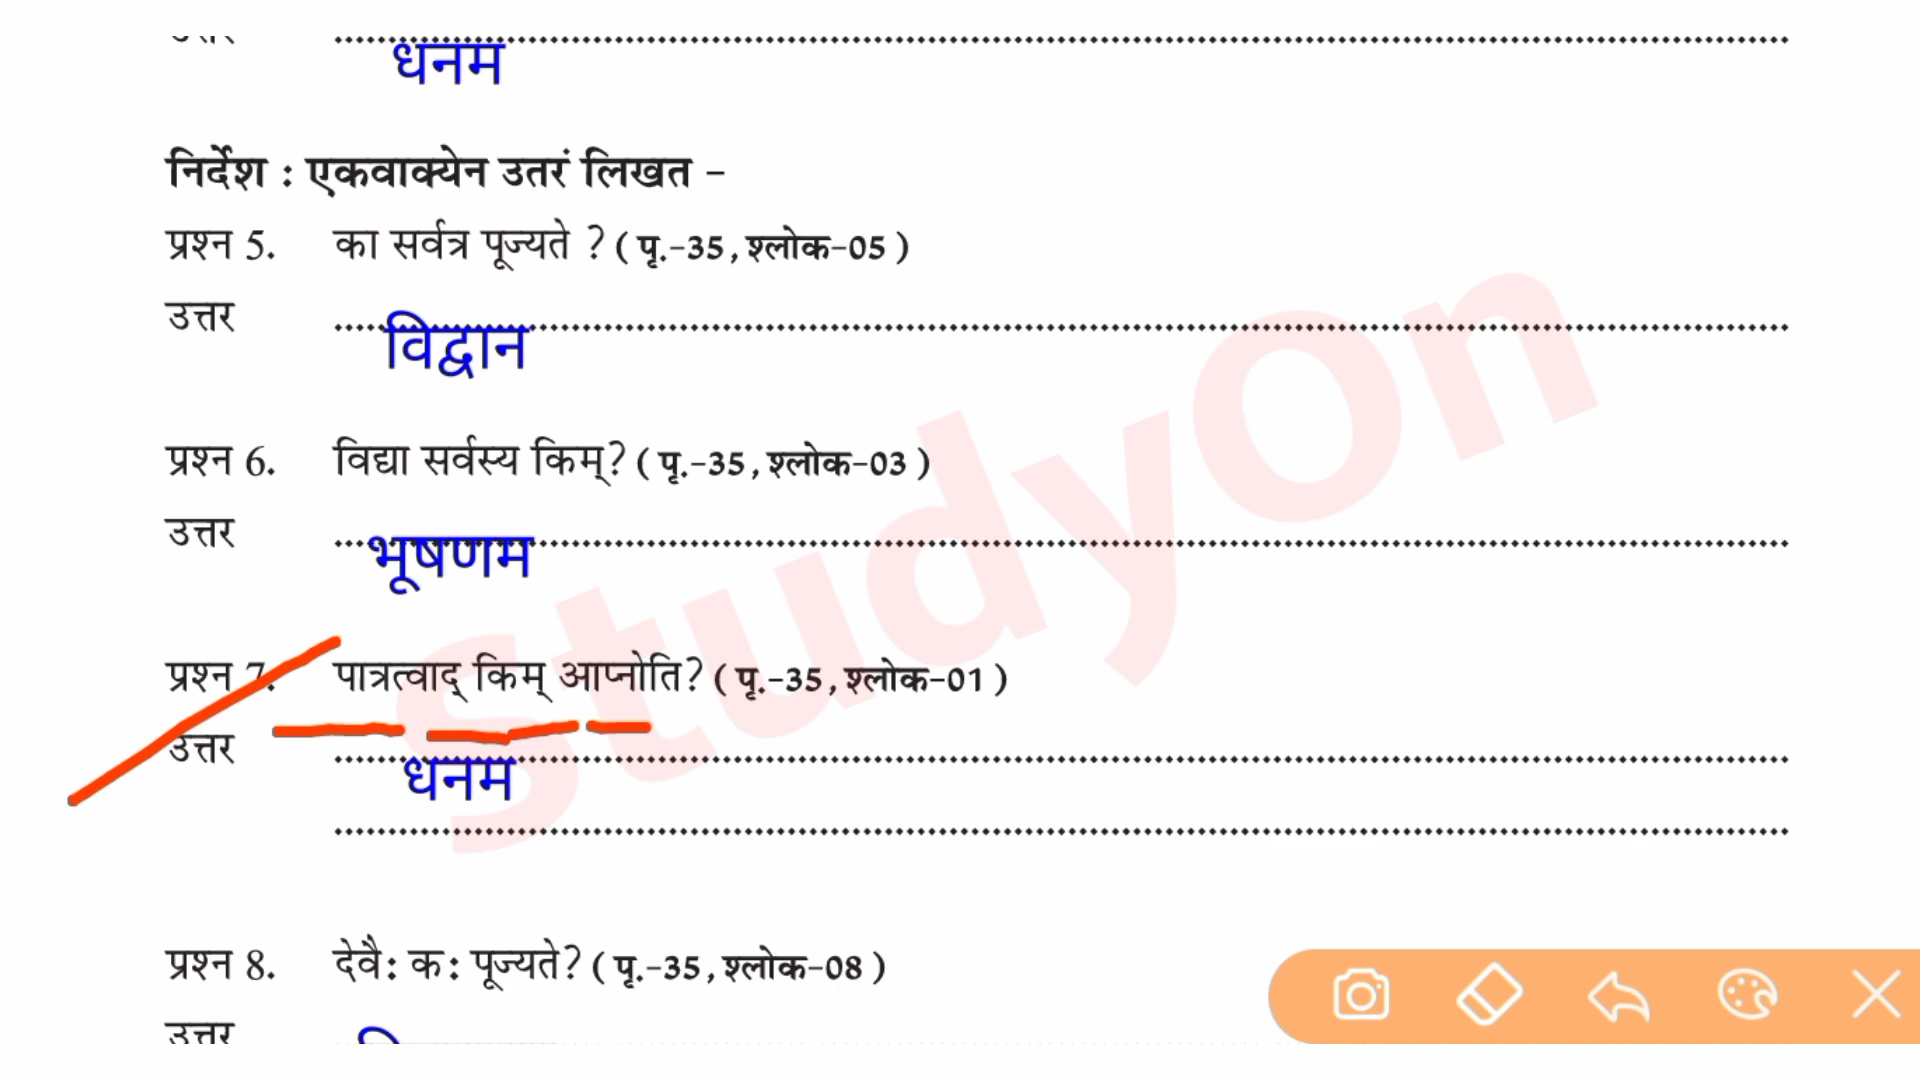 धनम
निर्देश : एकवाक्येन उतरं लिखत -
प्रश्न 5. का सर्वत्र पूज्यते ? ( पृ.-35, श्लोक-05 )
उत्तर
विद्वान
प्रश्न 6. विद्या सर्वस्य किम्? ( पृ.-35, श्लोक-03 )
उत्तर
भूषणम
प्रश्न 7. पात्रत्वाद् किम् आप्नोति? ( पृ.-35, श्लोक-01 )
उत्तर
धनम
प्रश्न 8. देवै: क: पूज्यते? ( पृ.-35, श्लोक-08 )
उत्तर
studyOn